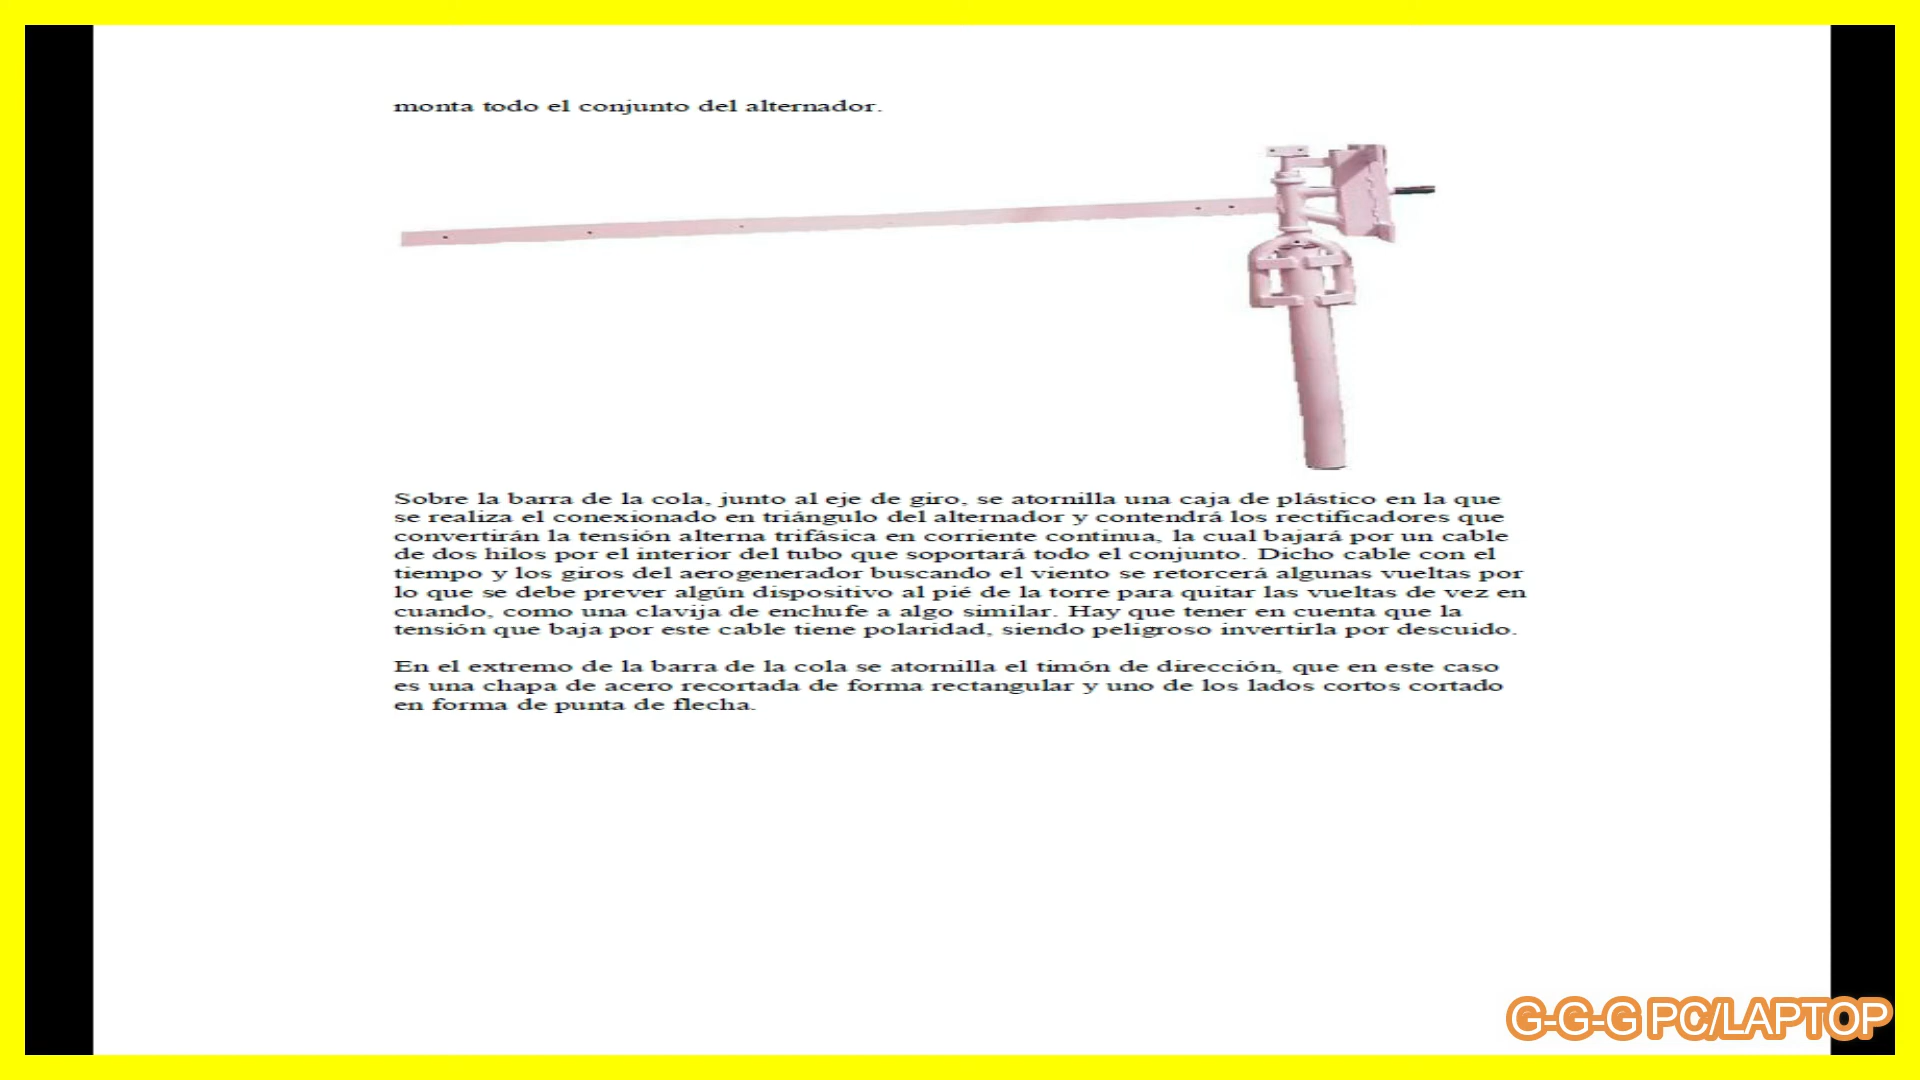 monta todo el conjunto del alternador.
Sobre la barra de la cola, junto al eje de giro, se atornilla una caja de plástico en la que
se realiza el conexionado en triángulo del alternador y contendrá los rectificadores que
convertirán la tensión alterna trifásica en corriente continua, la cual bajará por un cable
de dos hilos por el interior del tubo que soportará todo el conjunto. Dicho cable con el
tiempo y los giros del aerogenerador buscando el viento se retorcerá algunas vueltas por
lo que se debe prever algún dispositivo al pié de la torre para quitar las vueltas de vez en
cuando, como una clavija de enchufe a algo similar. Hay que tener en cuenta que la
tensión que baja por este cable tiene polaridad, siendo peligroso invertirla por descuido.
En el extremo de la barra de la cola se atornilla el timón de dirección, que en este caso
es una chapa de acero recortada de forma rectangular y uno de los lados cortos cortado
en forma de punta de flecha.
G-G-G PC/LAPTOP